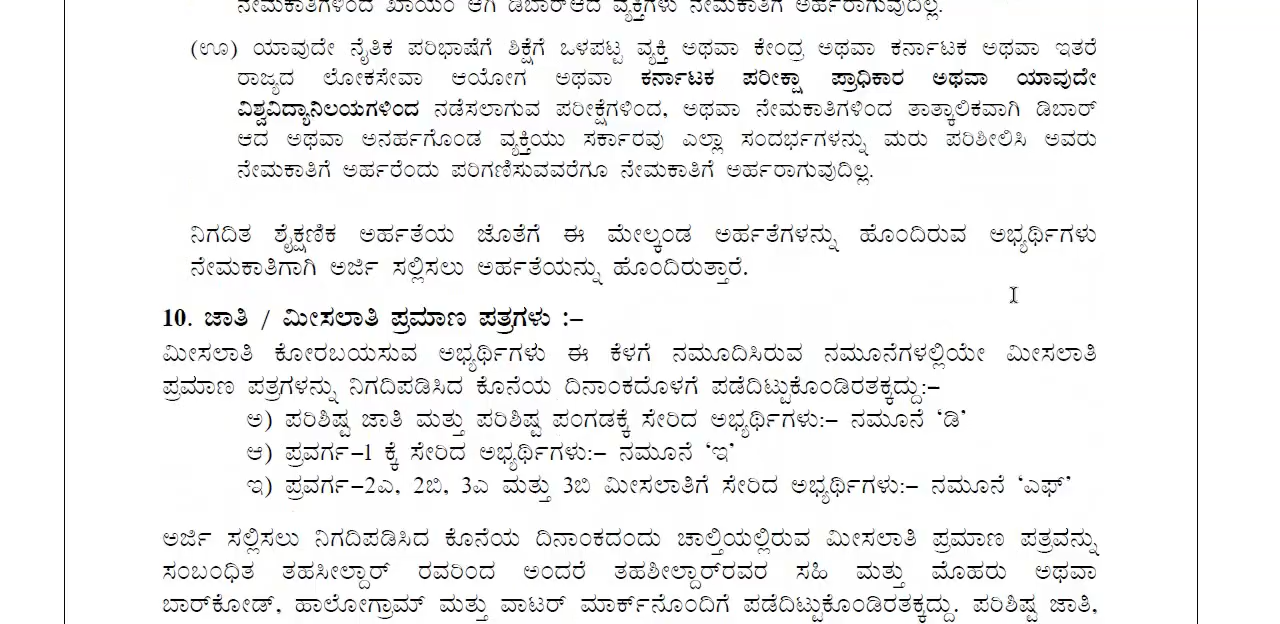 ನೇಮಕಾತಿಗಳಿಂದ ಖಾಯಂ ಆಗಿ ಡಿಬಾರ್‌ಆದ ವ್ಯಕ್ತಿಗಳು ನೇಮಕಾತಿಗೆ ಅರ್ಹರಾಗುವುದಿಲ್ಲ.
(ಊ) ಯಾವುದೇ ನೈತಿಕ ಪರಿಭಾಷೆಗೆ ಶಿಕ್ಷೆಗೆ ಒಳಪಟ್ಟ ವ್ಯಕ್ತಿ ಅಥವಾ ಕೇಂದ್ರ ಅಥವಾ ಕರ್ನಾಟಕ ಅಥವಾ ಇತರೆ
ರಾಜ್ಯದ ಲೋಕಸೇವಾ ಆಯೋಗ ಅಥವಾ ಕರ್ನಾಟಕ ಪರೀಕ್ಷಾ ಪ್ರಾಧಿಕಾರ ಅಥವಾ ಯಾವುದೇ
ವಿಶ್ವವಿದ್ಯಾನಿಲಯಗಳಿಂದ ನಡೆಸಲಾಗುವ ಪರೀಕ್ಷೆಗಳಿಂದ, ಅಥವಾ ನೇಮಕಾತಿಗಳಿಂದ ತಾತ್ಕಾಲಿಕವಾಗಿ ಡಿಬಾರ್
ಆದ ಅಥವಾ ಅನರ್ಹಗೊಂಡ ವ್ಯಕ್ತಿಯು ಸರ್ಕಾರವು ಎಲ್ಲಾ ಸಂದರ್ಭಗಳನ್ನು ಮರು ಪರಿಶೀಲಿಸಿ ಅವರು
ನೇಮಕಾತಿಗೆ ಅರ್ಹರೆಂದು ಪರಿಗಣಿಸುವವರೆಗೂ ನೇಮಕಾತಿಗೆ ಅರ್ಹರಾಗುವುದಿಲ್ಲ.
ನಿಗದಿತ ಶೈಕ್ಷಣಿಕ ಅರ್ಹತೆಯ ಜೊತೆಗೆ ಈ ಮೇಲ್ಕಂಡ ಅರ್ಹತೆಗಳನ್ನು ಹೊಂದಿರುವ ಅಭ್ಯರ್ಥಿಗಳು
ನೇಮಕಾತಿಗಾಗಿ ಅರ್ಜಿ ಸಲ್ಲಿಸಲು ಅರ್ಹತೆಯನ್ನು ಹೊಂದಿರುತ್ತಾರೆ.
10. ಜಾತಿ / ಮೀಸಲಾತಿ ಪ್ರಮಾಣ ಪತ್ರಗಳು :–
ಮೀಸಲಾತಿ ಕೋರಬಯಸುವ ಅಭ್ಯರ್ಥಿಗಳು ಈ ಕೆಳಗೆ ನಮೂದಿಸಿರುವ ನಮೂನೆಗಳಲ್ಲಿಯೇ ಮೀಸಲಾತಿ
ಪ್ರಮಾಣ ಪತ್ರಗಳನ್ನು ನಿಗದಿಪಡಿಸಿದ ಕೊನೆಯ ದಿನಾಂಕದೊಳಗೆ ಪಡೆದಿಟ್ಟುಕೊಂಡಿರತಕ್ಕದ್ದು:–
ಅ) ಪರಿಶಿಷ್ಟ ಜಾತಿ ಮತ್ತು ಪರಿಶಿಷ್ಟ ಪಂಗಡಕ್ಕೆ ಸೇರಿದ ಅಭ್ಯರ್ಥಿಗಳು:– ನಮೂನೆ ‘ಡಿ’
ಆ) ಪ್ರವರ್ಗ–1 ಕ್ಕೆ ಸೇರಿದ ಅಭ್ಯರ್ಥಿಗಳು:– ನಮೂನೆ ‘ಇ’
ಇ) ಪ್ರವರ್ಗ–2ಎ, 2ಬಿ, 3ಎ ಮತ್ತು 3ಬಿ ಮೀಸಲಾತಿಗೆ ಸೇರಿದ ಅಭ್ಯರ್ಥಿಗಳು:– ನಮೂನೆ ‘ಎಫ್’
ಅರ್ಜಿ ಸಲ್ಲಿಸಲು ನಿಗದಿಪಡಿಸಿದ ಕೊನೆಯ ದಿನಾಂಕದಂದು ಚಾಲ್ತಿಯಲ್ಲಿರುವ ಮೀಸಲಾತಿ ಪ್ರಮಾಣ ಪತ್ರವನ್ನು
ಸಂಬಂಧಿತ ತಹಸೀಲ್ದಾರ್ ರವರಿಂದ ಅಂದರೆ ತಹಶೀಲ್ದಾರ್‌ರವರ ಸಹಿ ಮತ್ತು ಮೊಹರು ಅಥವಾ
ಬಾರ್‌ಕೋಡ್, ಹಾಲೋಗ್ರಾಮ್ ಮತ್ತು ವಾಟರ್ ಮಾರ್ಕ್‌ನೊಂದಿಗೆ ಪಡೆದಿಟ್ಟುಕೊಂಡಿರತಕ್ಕದ್ದು. ಪರಿಶಿಷ್ಟ ಜಾತಿ,